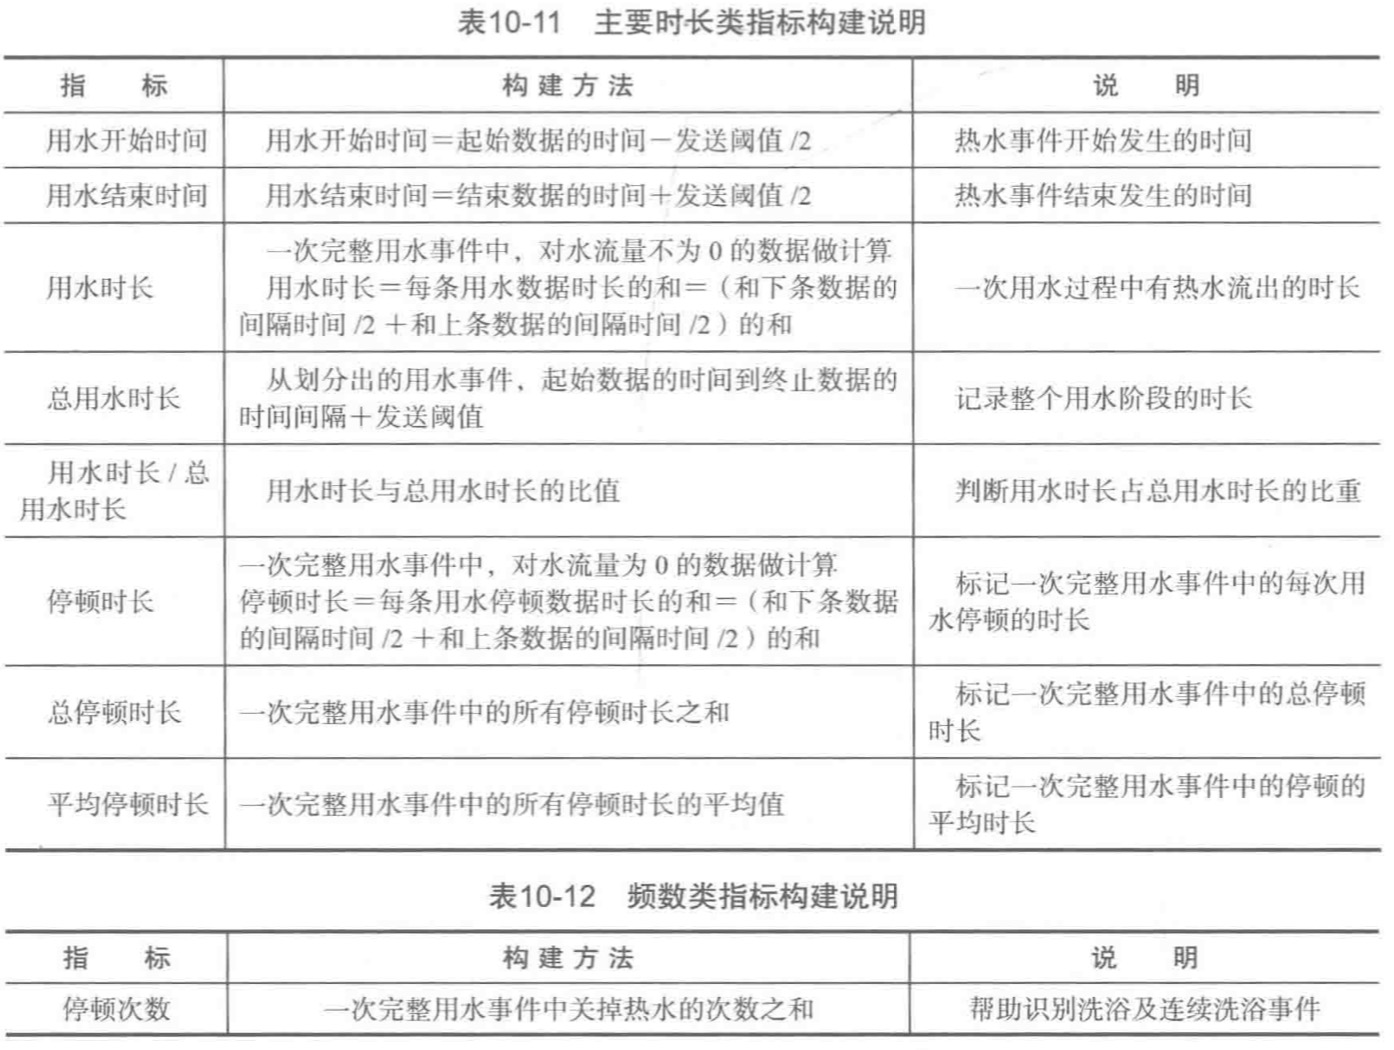 表10-11 主要时长类指标构建说明
指 标 构建方法 说 明
用水开始时间 用水开始时间＝起始数据的时间－发送阈值/2 热水事件开始发生的时间
用水结束时间 用水结束时间＝结束数据的时间＋发送阈值/2 热水事件结束发生的时间
用水时长
一次完整用水事件中，对水流量不为0的数据做计算
用水时长＝每条用水数据时长的和＝（和下条数据的
间隔时间/2＋和上条数据的间隔时间/2）的和
一次用水过程中有热水流出的时长
总用水时长
从划分出的用水事件，起始数据的时间到终止数据的
时间间隔＋发送阈值
记录整个用水阶段的时长
用水时长/总
用水时长
用水时长与总用水时长的比值
判断用水时长占总用水时长的比重
停顿时长
一次完整用水事件中，对水流量为0的数据做计算
停顿时长＝每条用水停顿数据时长的和＝（和下条数据
的间隔时间/2＋和上条数据的间隔时间/2）的和
标记一次完整用水事件中的每次用
水停顿的时长
总停顿时长
一次完整用水事件中的所有停顿时长之和
标记一次完整用水事件中的总停顿
时长
平均停顿时长
一次完整用水事件中的所有停顿时长的平均值
标记一次完整用水事件中的停顿的
平均时长
表10-12 频数类指标构建说明
指 标 构建方法 说 明
停顿次数 一次完整用水事件中关掉热水的次数之和 帮助识别洗浴及连续洗浴事件